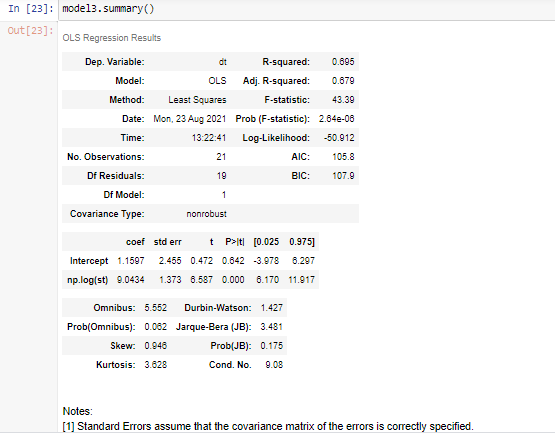 In [23]: model3.summary()
Out[23]:
OLS Regression Results
Dep. Variable: dt R-squared: 0.695
Model: OLS Adj. R-squared: 0.679
Method: Least Squares F-statistic: 43.39
Date: Mon, 23 Aug 2021 Prob (F-statistic): 2.64e-06
Time: 13:22:41 Log-Likelihood: -50.912
No. Observations: 21 AIC: 105.8
Df Residuals: 19 BIC: 107.9
Df Model: 1
Covariance Type: nonrobust
coef std err t P>|t| [0.025 0.975]
Intercept 1.1597 2.455 0.472 0.642 -3.978 6.297
np.log(st) 9.0434 1.373 6.587 0.000 6.170 11.917
Omnibus: 5.552 Durbin-Watson: 1.427
Prob(Omnibus): 0.062 Jarque-Bera (JB): 3.481
Skew: 0.946 Prob(JB): 0.175
Kurtosis: 3.628 Cond. No. 9.08
Notes:
[1] Standard Errors assume that the covariance matrix of the errors is correctly specified.